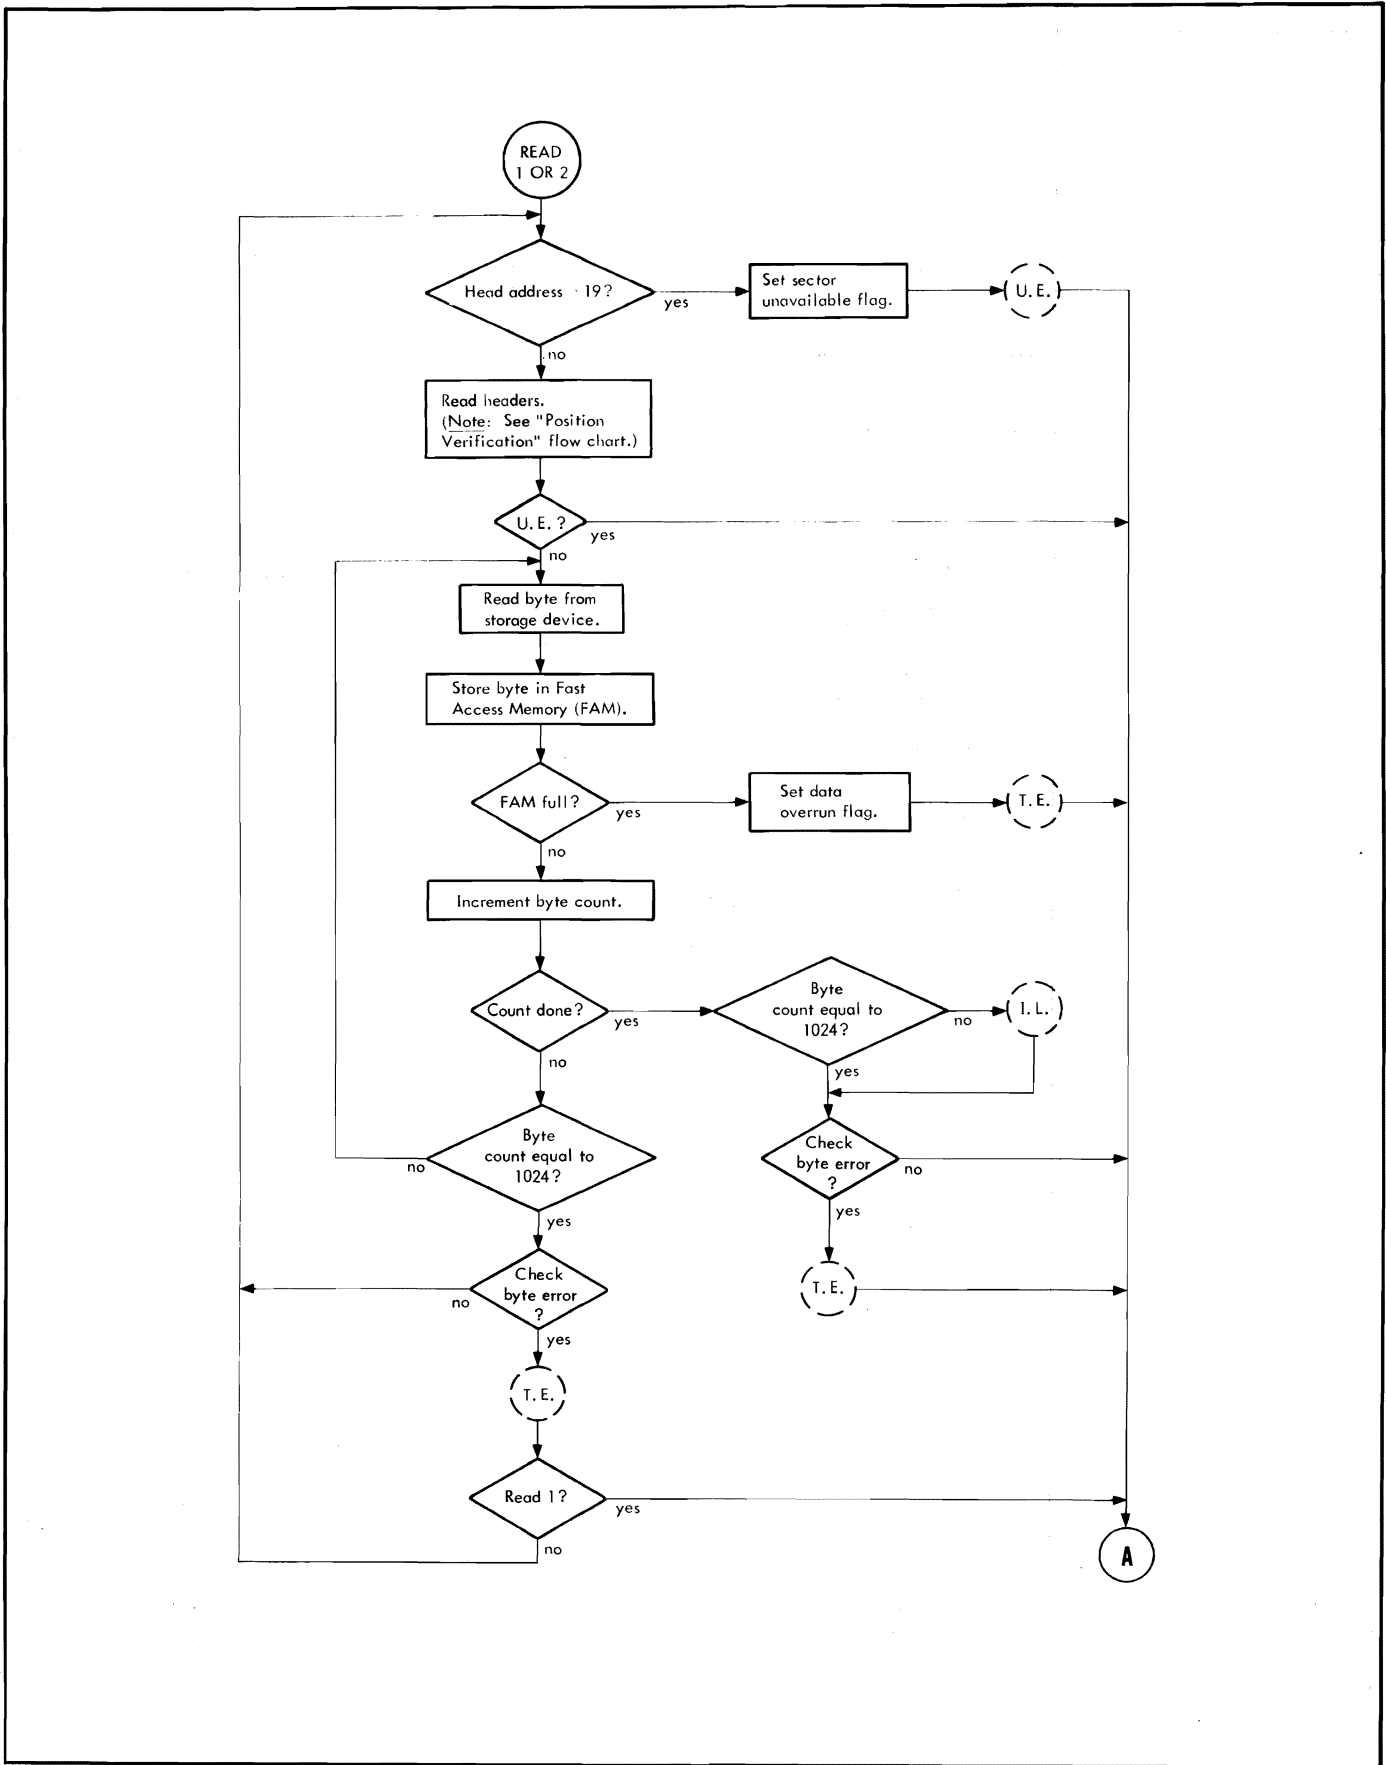 READ
1 OR 2
Head address 19?
yes
Set sector
unavailable flag.
U.E.
no
Read headers.
(Note: See "Position
Verification" flow chart.)
U.E.?
yes
no
Read byte from
storage device.
Store byte in Fast
Access Memory (FAM).
FAM full?
yes
Set data
overrun flag.
T.E.
no
Increment byte count.
Count done?
yes
Byte
count equal to
1024?
no
I.L.
no
yes
Byte
count equal to
1024?
no
Check
byte error
?
no
yes
yes
Check
byte error
?
no
T.E.
yes
T.E.
Read 1?
yes
no
A